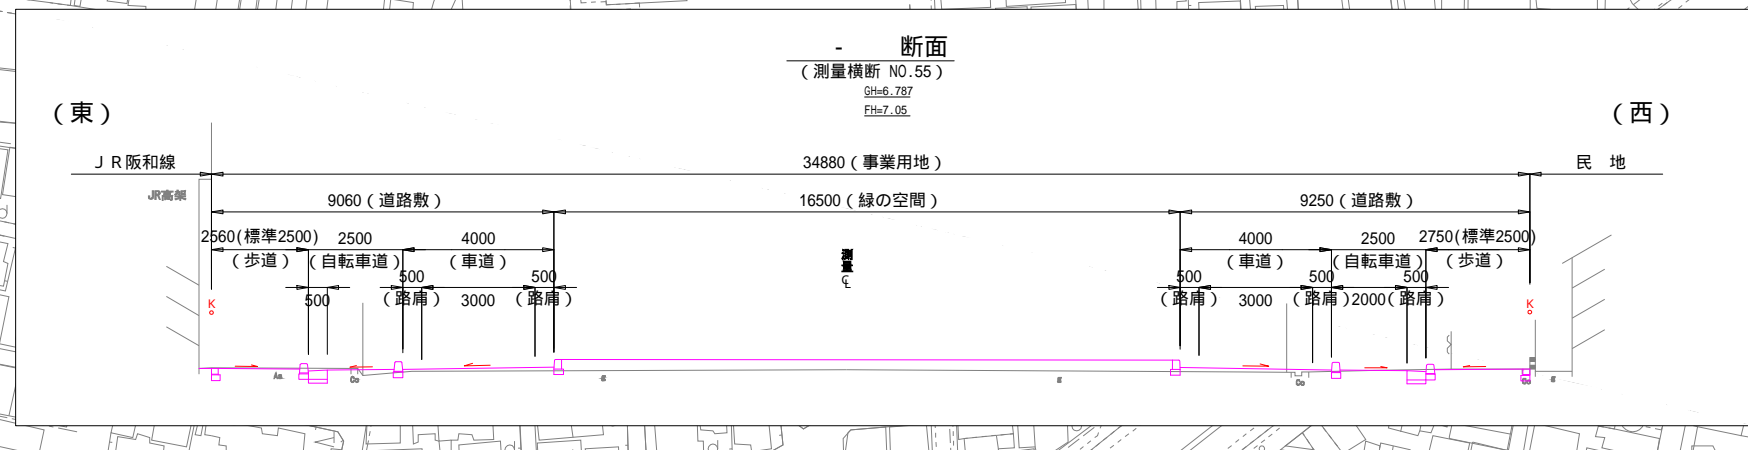 - 断面
（測量横断 NO.55）
GH=6.787
FH=7.05
（東）
（西）
ＪＲ阪和線
34880（事業用地）
民 地
JR高架
9060（道路敷）
16500（緑の空間）
9250（道路敷）
2560(標準2500)
2500
4000
4000
2500
2750(標準2500)
（歩道）
（自転車道）
（車道）
（車道）
（自転車道）
（歩道）
測量
℄
500
500
500
500
500
500
（路肩）
3000
（路肩）
（路肩）
3000
（路肩）
2000
（路肩）
500
K
K
As
Co
g
g
Co
Co
g